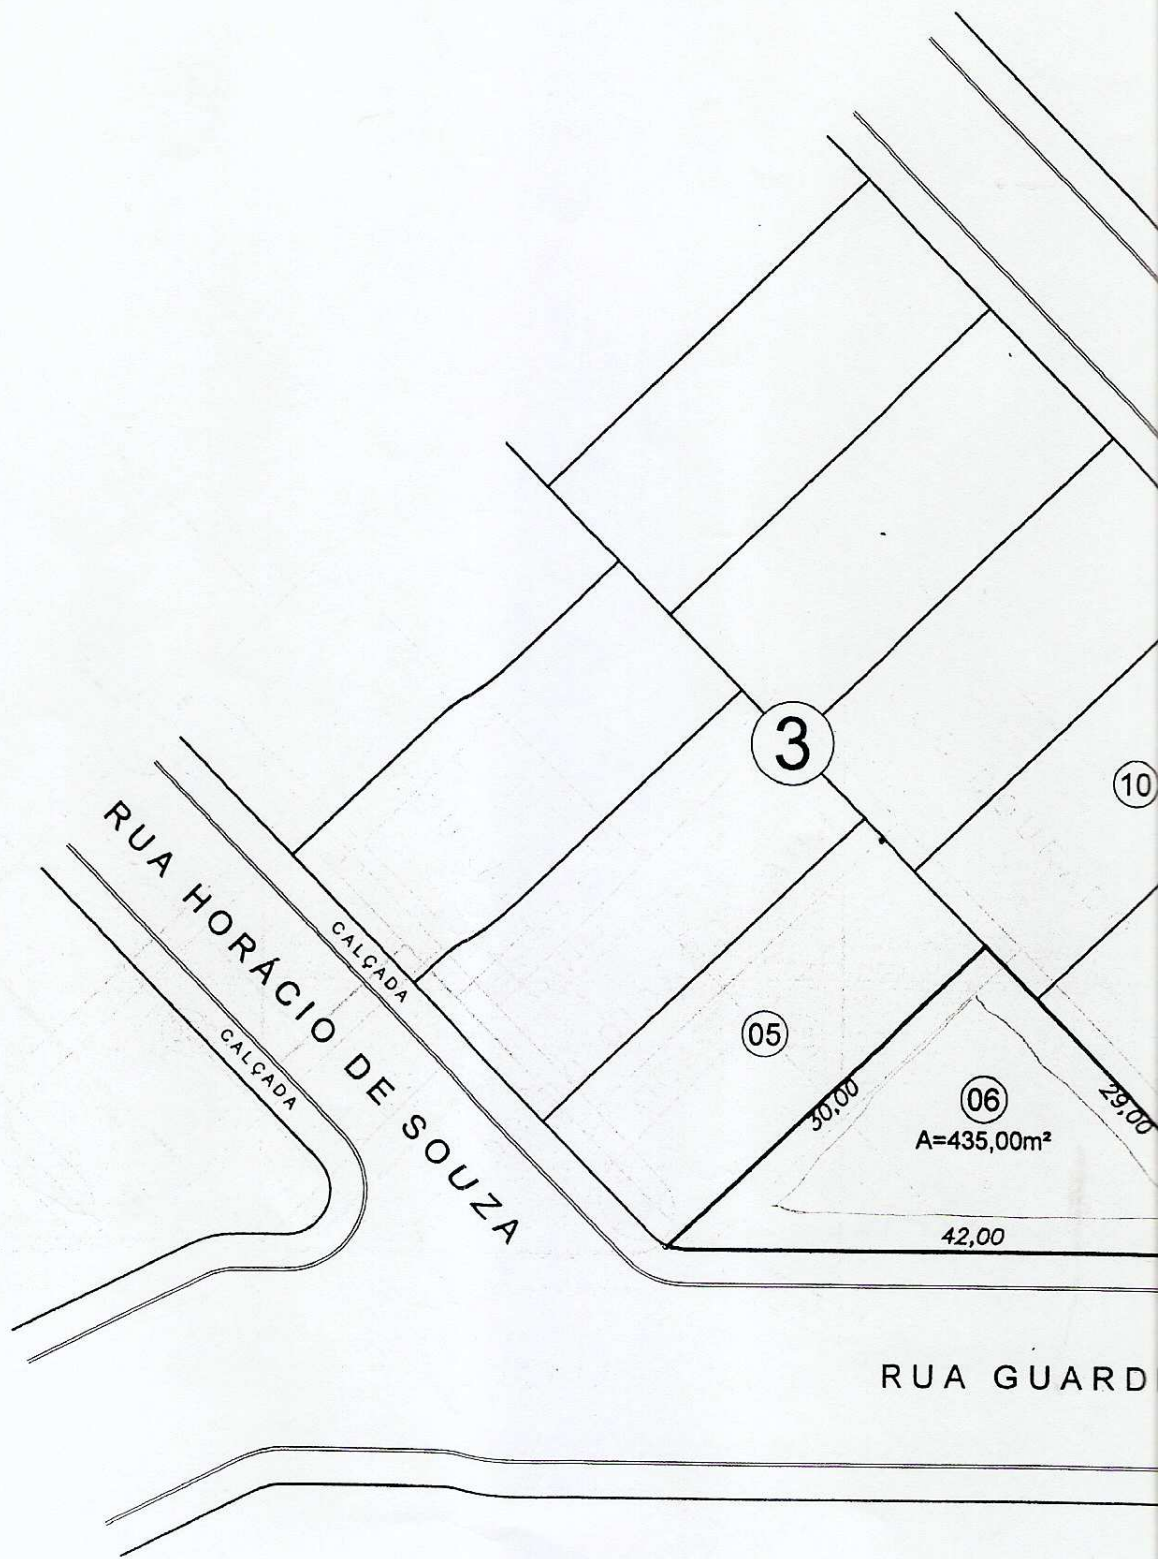 3
10
RUA HORÁCIO DE SOUZA
CALÇADA
CALÇADA
05
06
A=435,00m²
30,00
29,00
42,00
RUA GUARD